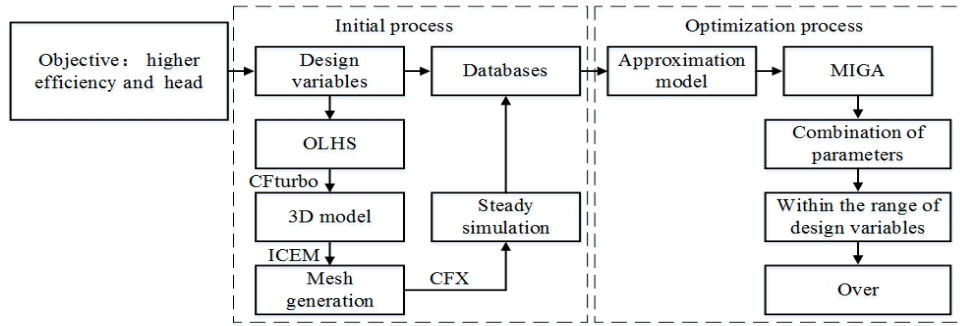 Initial process
Optimization process
Objective： higher
efficiency and head
Design
variables
Databases
Approximation
model
MIGA
OLHS
Combination of
parameters
CFturbo
3D model
Steady
simulation
Within the range of
design variables
ICEM
Mesh
generation
CFX
Over